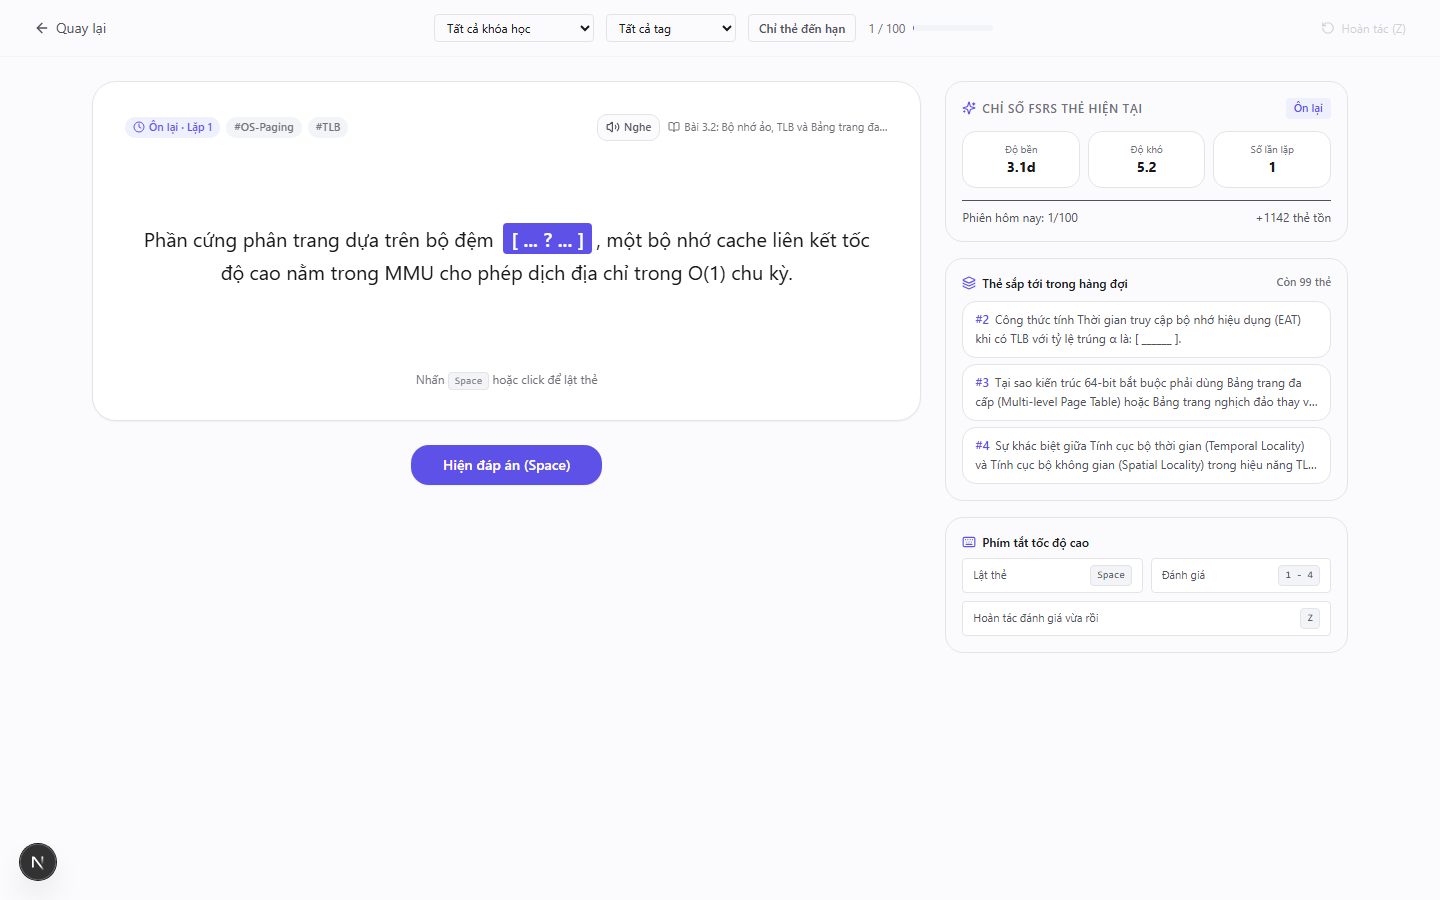 Quay lại
Tất cả khóa học
Tất cả tag
Chỉ thẻ đến hạn
1 / 100
Hoàn tác (Z)
Ôn lại · Lặp 1
#OS-Paging
#TLB
Nghe
Bài 3.2: Bộ nhớ ảo, TLB và Bảng trang đa...
Phần cứng phân trang dựa trên bộ đệm [ ... ? ... ] , một bộ nhớ cache liên kết tốc
độ cao nằm trong MMU cho phép dịch địa chỉ trong O(1) chu kỳ.
Nhấn Space hoặc click để lật thẻ
Hiện đáp án (Space)
CHỈ SỐ FSRS THẺ HIỆN TẠI
Ôn lại
Độ bền
3.1d
Độ khó
5.2
Số lần lặp
1
Phiên hôm nay: 1/100
+1142 thẻ tồn
Thẻ sắp tới trong hàng đợi
Còn 99 thẻ
#2 Công thức tính Thời gian truy cập bộ nhớ hiệu dụng (EAT)
khi có TLB với tỷ lệ trúng α là: [ ______ ].
#3 Tại sao kiến trúc 64-bit bắt buộc phải dùng Bảng trang đa
cấp (Multi-level Page Table) hoặc Bảng trang nghịch đảo thay v...
#4 Sự khác biệt giữa Tính cục bộ thời gian (Temporal Locality)
và Tính cục bộ không gian (Spatial Locality) trong hiệu năng TL...
Phím tắt tốc độ cao
Lật thẻ
Space
Đánh giá
1 - 4
Hoàn tác đánh giá vừa rồi
Z
N